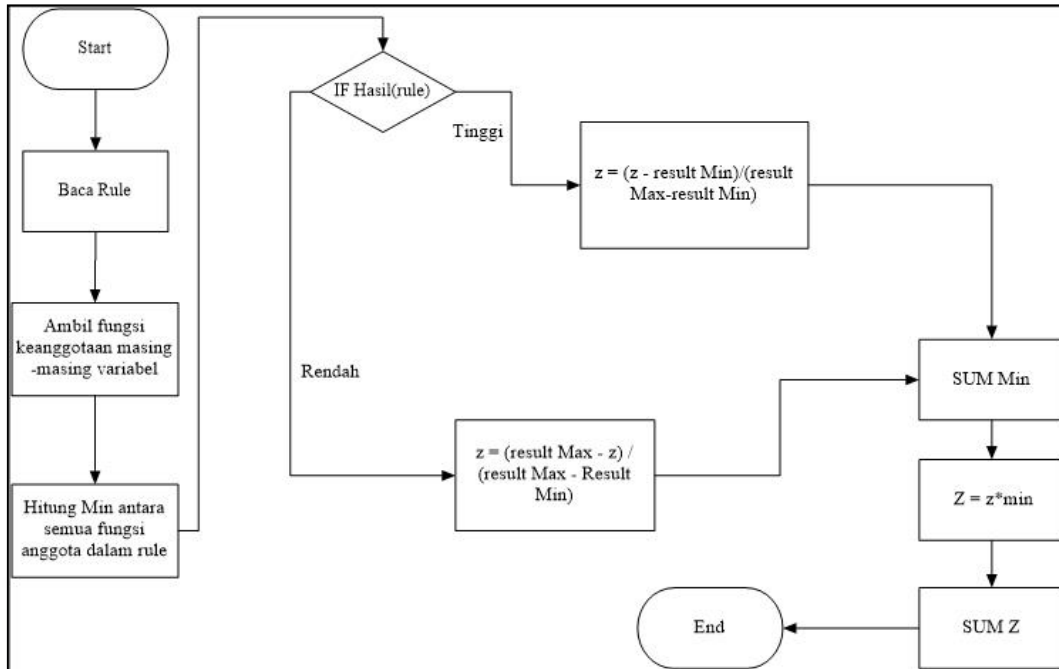 Start
Baca Rule
Ambil fungsi
keanggotaan masing
-masing variabel
Hitung Min antara
semua fungsi
anggota dalam rule
IF Hasil(rule)
Tinggi
z = (z - result Min)/(result
Max-result Min)
Rendah
z = (result Max - z) /
(result Max - Result
Min)
SUM Min
Z = z*min
SUM Z
End